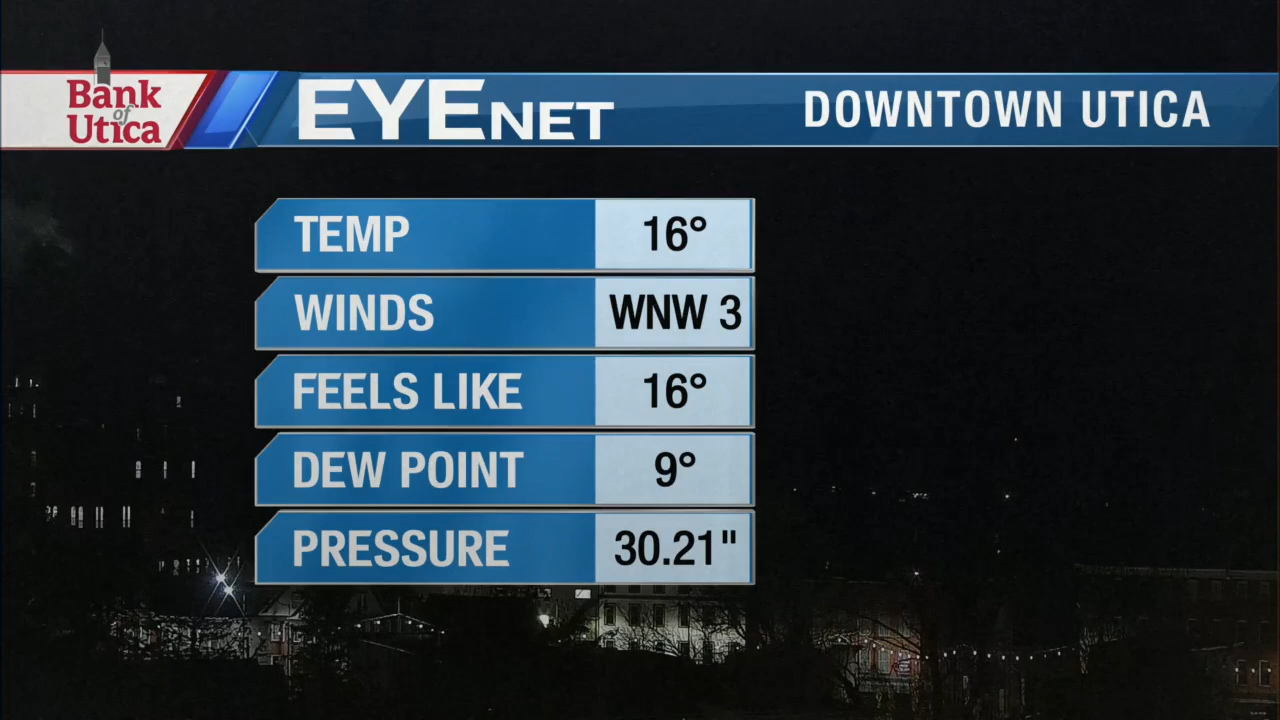 Bank
of
Utica
EYENET
DOWNTOWN UTICA
TEMP 16°
WINDS WNW 3
FEELS LIKE 16°
DEW POINT 9°
PRESSURE 30.21"